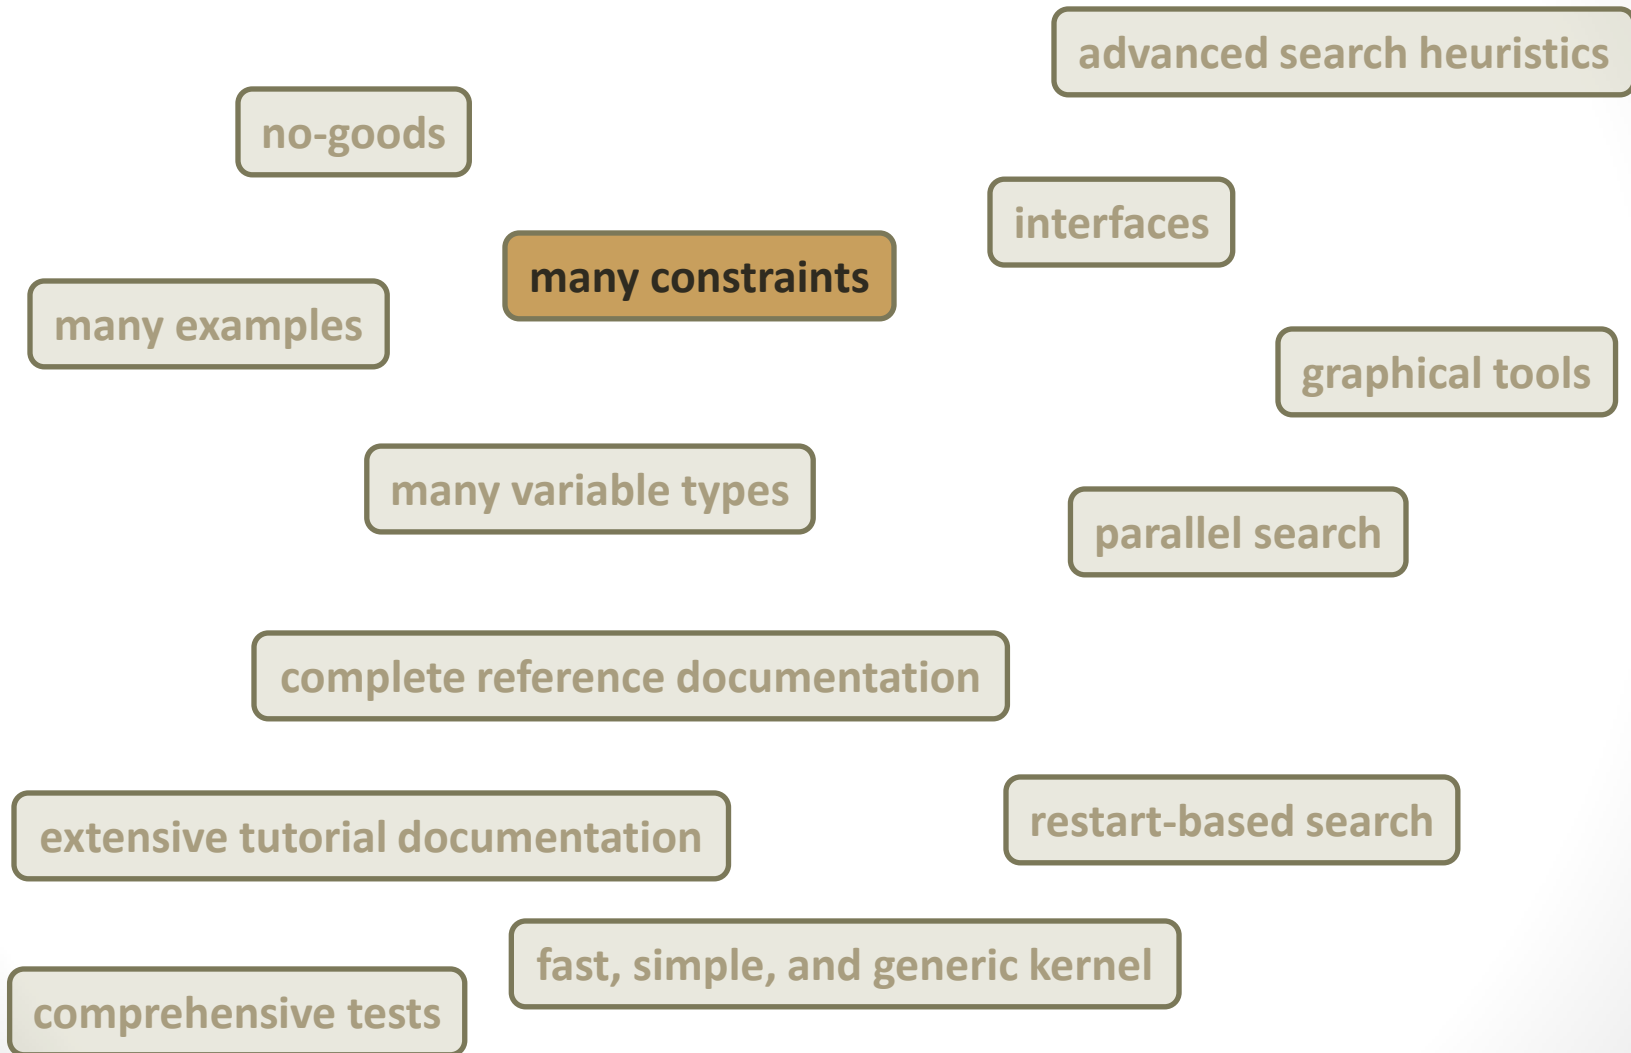 advanced search heuristics
no-goods
interfaces
many constraints
many examples
graphical tools
many variable types
parallel search
complete reference documentation
restart-based search
extensive tutorial documentation
fast, simple, and generic kernel
comprehensive tests